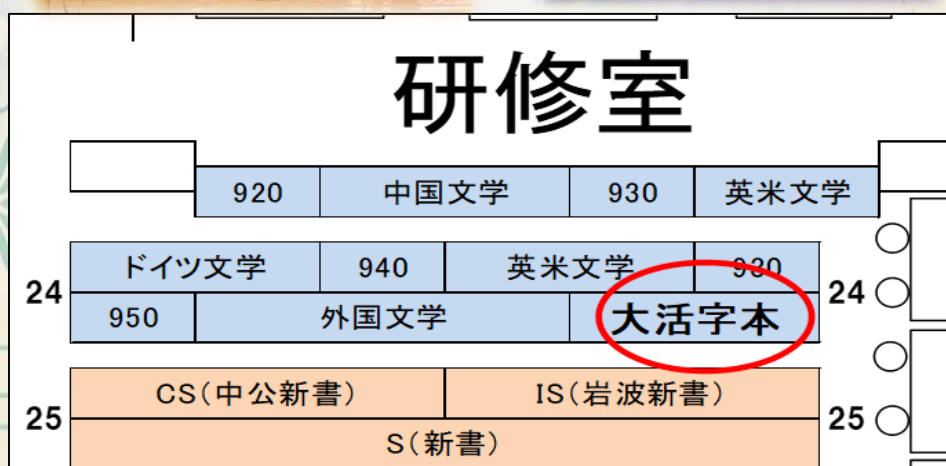 研修室
920 中国文学 930 英米文学
ドイツ文学 940 英米文学 930
24 24
950 外国文学 大活字本
CS(中公新書) IS(岩波新書)
25 25
S(新書)